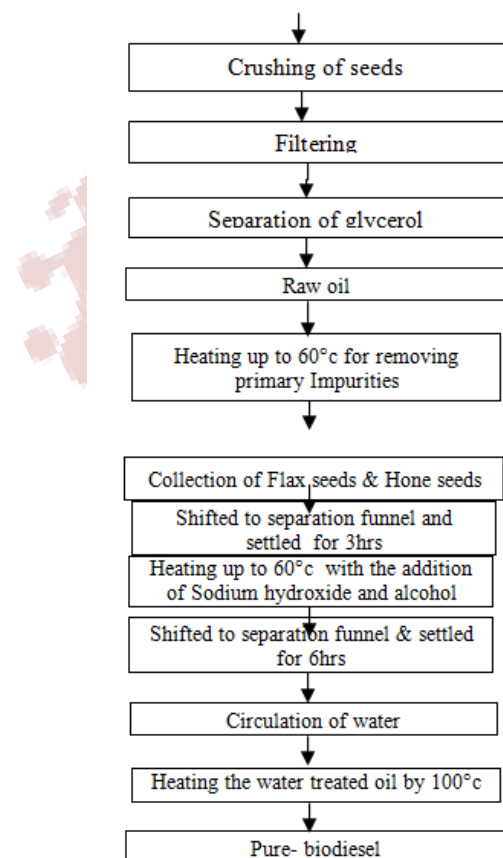 Crushing of seeds
Filtering
Separation of glycerol
Raw oil
Heating up to 60°c for removing
primary Impurities
Collection of Flax seeds & Hone seeds
Shifted to separation funnel and
settled for 3hrs
Heating up to 60°c with the addition
of Sodium hydroxide and alcohol
Shifted to separation funnel & settled
for 6hrs
Circulation of water
Heating the water treated oil by 100°c
Pure- biodiesel